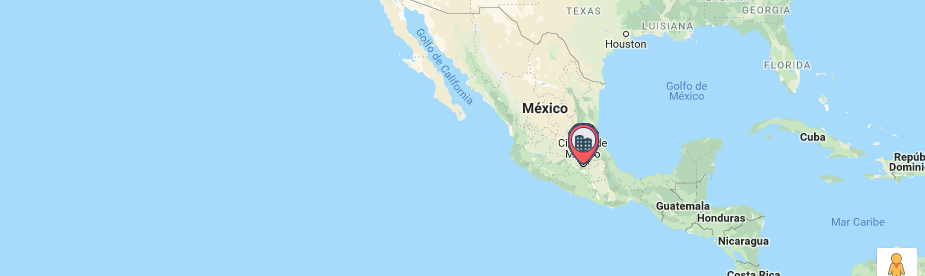 TEXAS
LOUISIANA
GEORGIA
Houston
FLORIDA
Golfo de California
Golfo de
México
México
Cuba
Repúb
Domini
Guatemala
Honduras
Mar Caribe
Nicaragua
Costa Rica